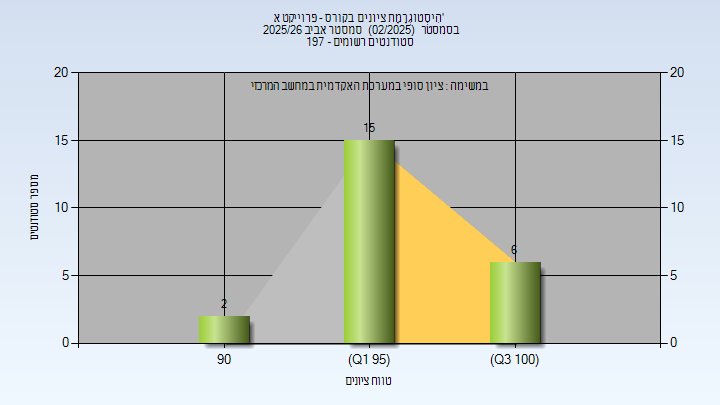 היסטוגרמת ציונים בקורס - פרוייקט א'
בסמסטר (02/2025) סמסטר אביב 2025/26
סטודנטים רשומים - 197
במשימה : ציון סופי במערכת האקדמית במחשב המרכזי
מספר סטודנטים
20
15
10
5
0
20
15
10
5
0
2
15
6
90
(Q1 95)
(Q3 100)
טווח ציונים